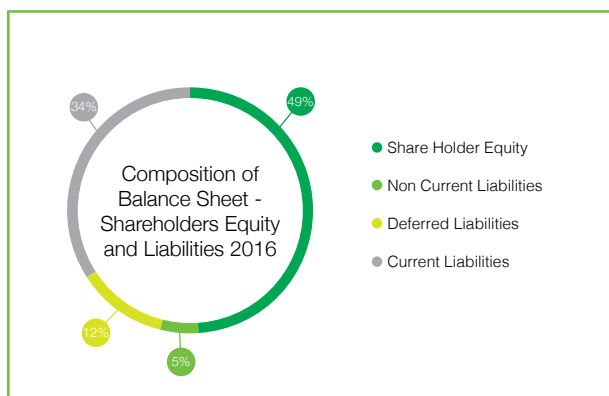 34%
49%
Composition of
Balance Sheet -
Shareholders Equity
and Liabilities 2016
12%
5%
Share Holder Equity
Non Current Liabilities
Deferred Liabilities
Current Liabilities